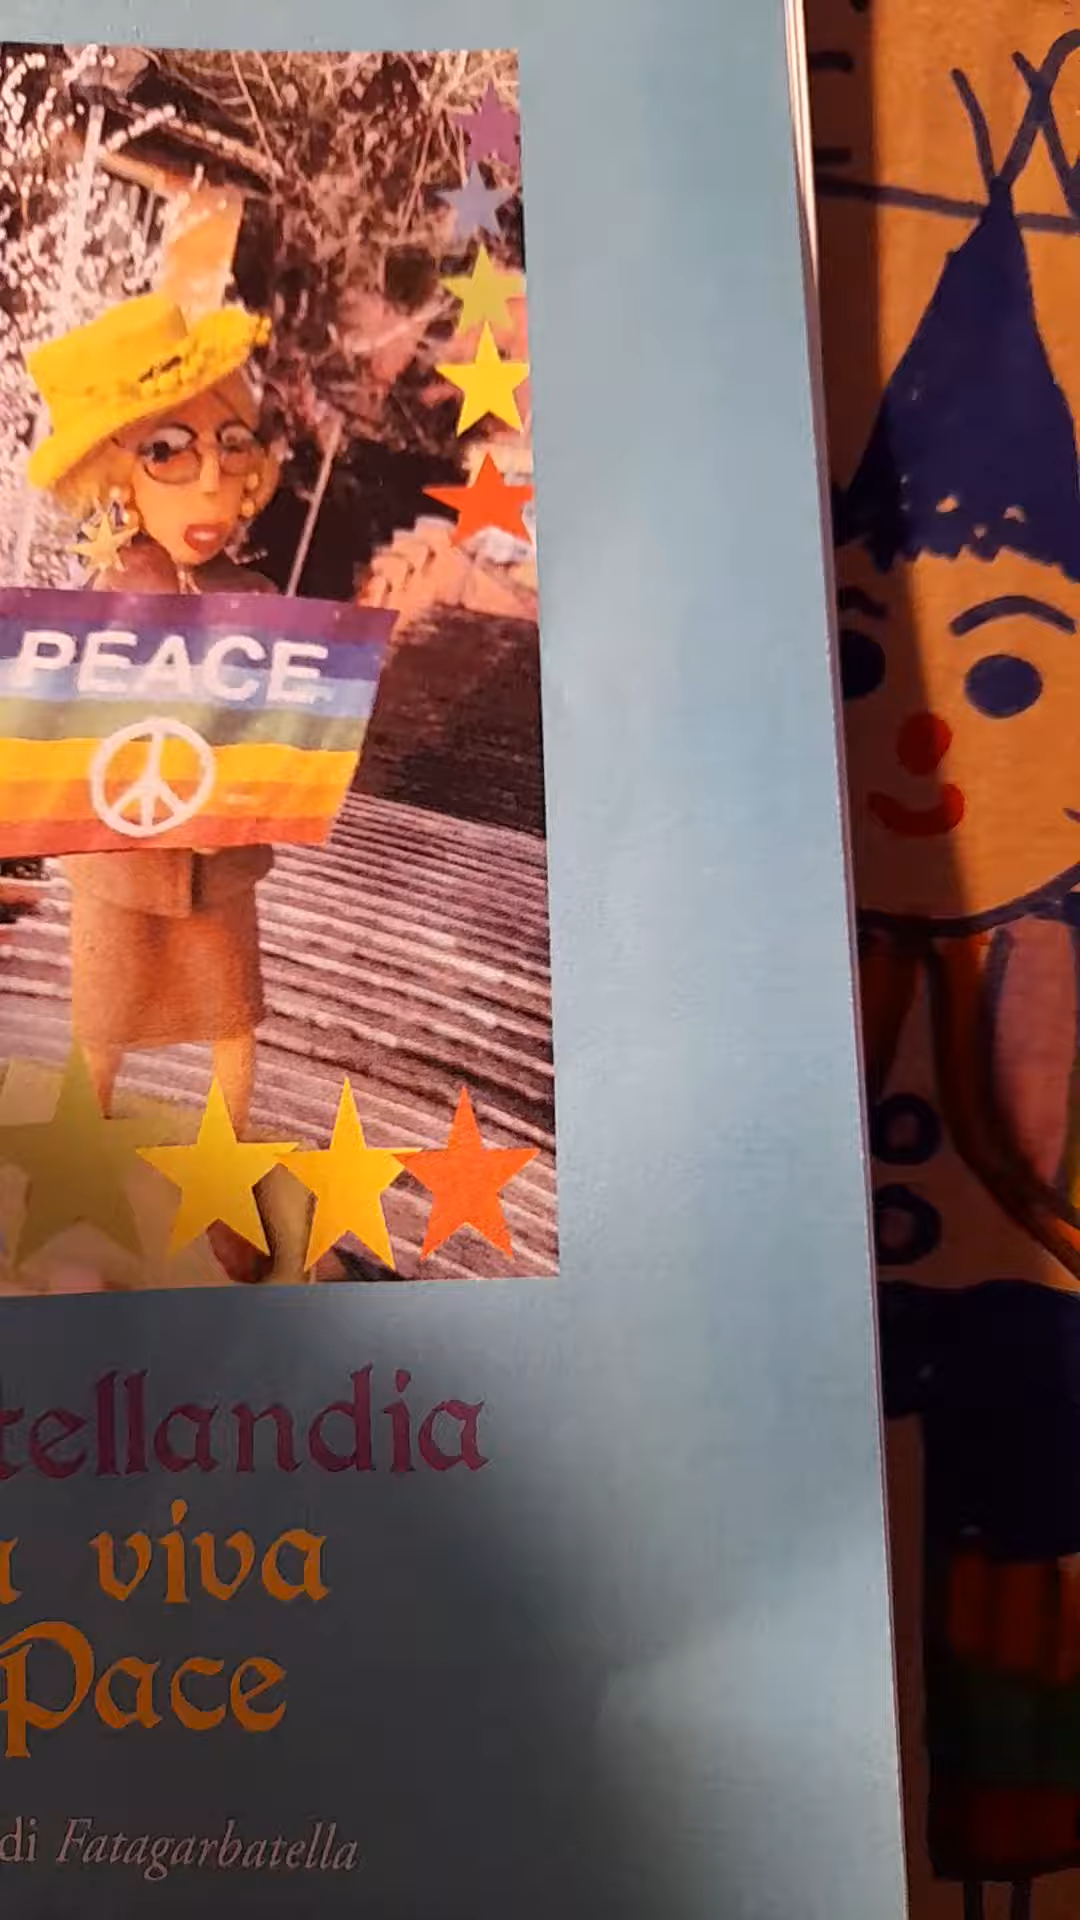 PEACE
tellandia
a viva
Pace
di Fatagarbatella